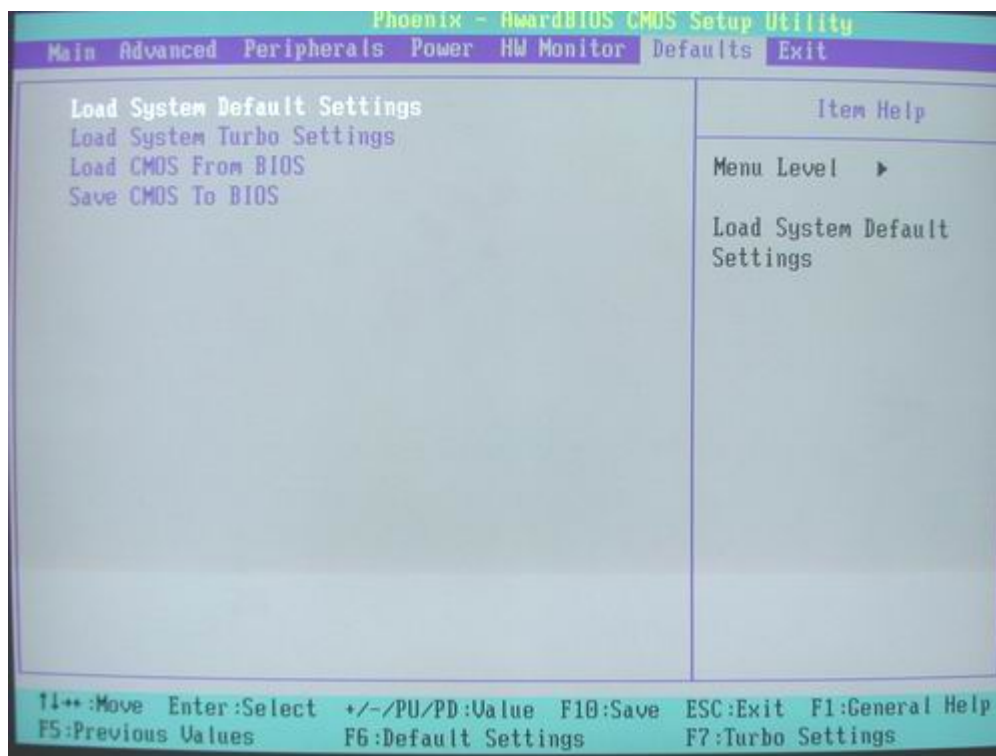 Phoenix - AwardBIOS CMOS Setup Utility
Main Advanced Peripherals Power HW Monitor Defaults Exit
Load System Default Settings
Load System Turbo Settings
Load CMOS From BIOS
Save CMOS To BIOS
Item Help
Menu Level ▶
Load System Default
Settings
↑↓→← :Move Enter:Select +/-/PU/PD:Value F10:Save ESC:Exit F1:General Help
F5:Previous Values F6:Default Settings F7:Turbo Settings